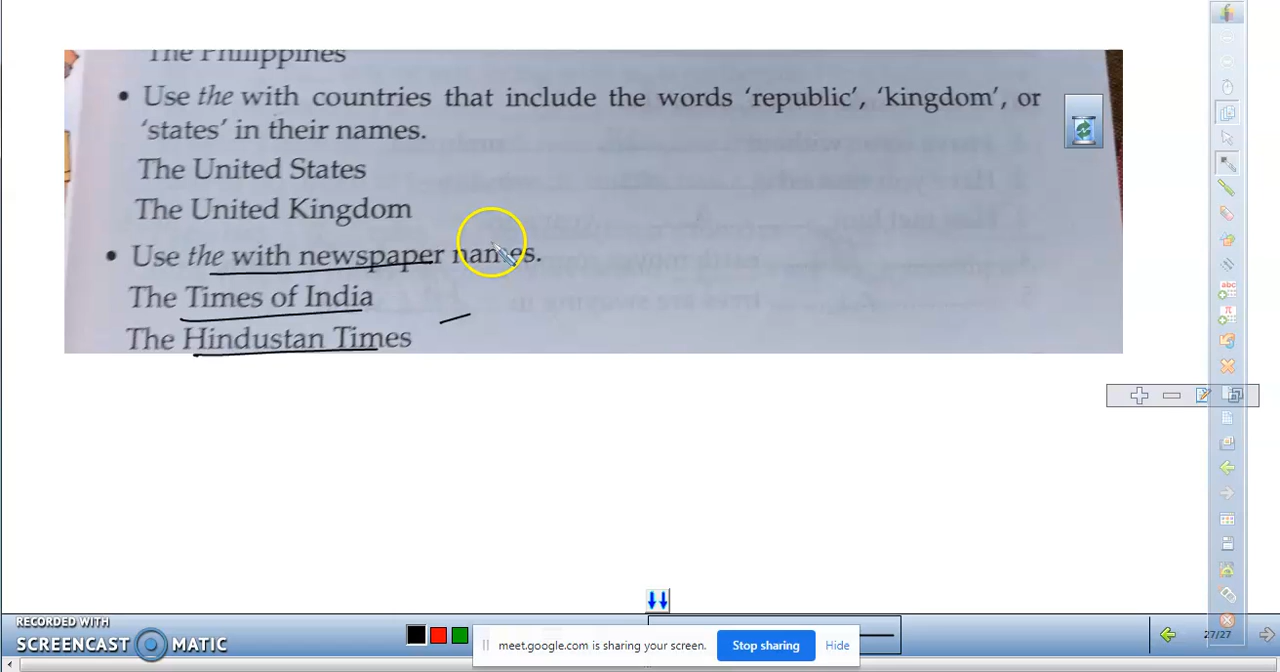 The Philippines
• Use the with countries that include the words ‘republic’, ‘kingdom’, or
‘states’ in their names.
The United States
The United Kingdom
• Use the with newspaper names.
The Times of India
The Hindustan Times
abc
π
RECORDED WITH
SCREENCAST MATIC
meet.google.com is sharing your screen.
Stop sharing
Hide
27/27